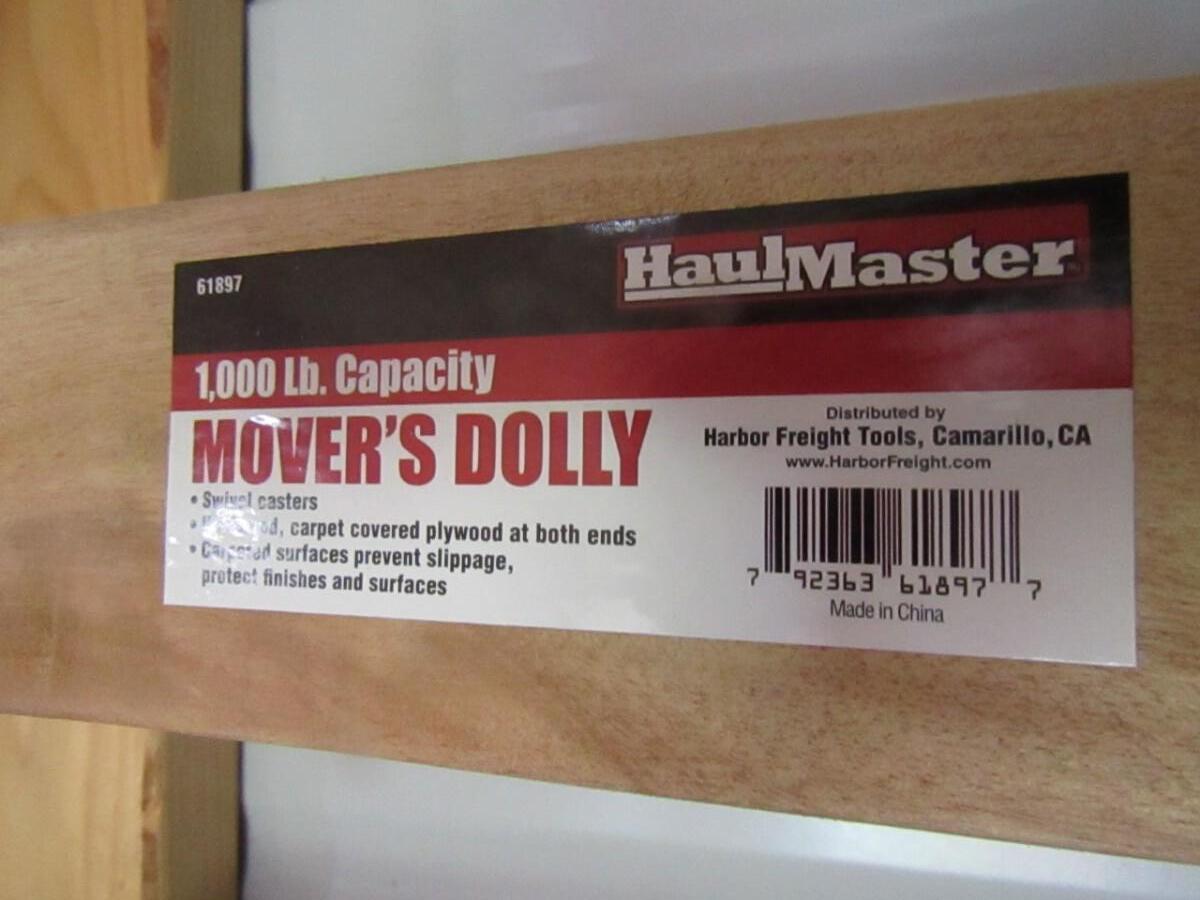 61897
HaulMaster
1,000 Lb. Capacity
MOVER'S DOLLY
• Swivel casters
• carpet covered plywood at both ends
• Carpeted surfaces prevent slippage,
protect finishes and surfaces
Distributed by
Harbor Freight Tools, Camarillo, CA
www.HarborFreight.com
7 92363 61897 7
Made in China